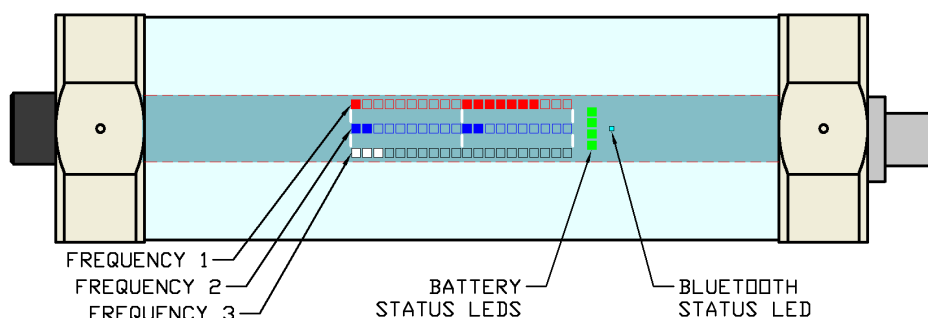 FREQUENCY 1
FREQUENCY 2
FREQUENCY 3
BATTERY
STATUS LEDS
BLUETOOTH
STATUS LED